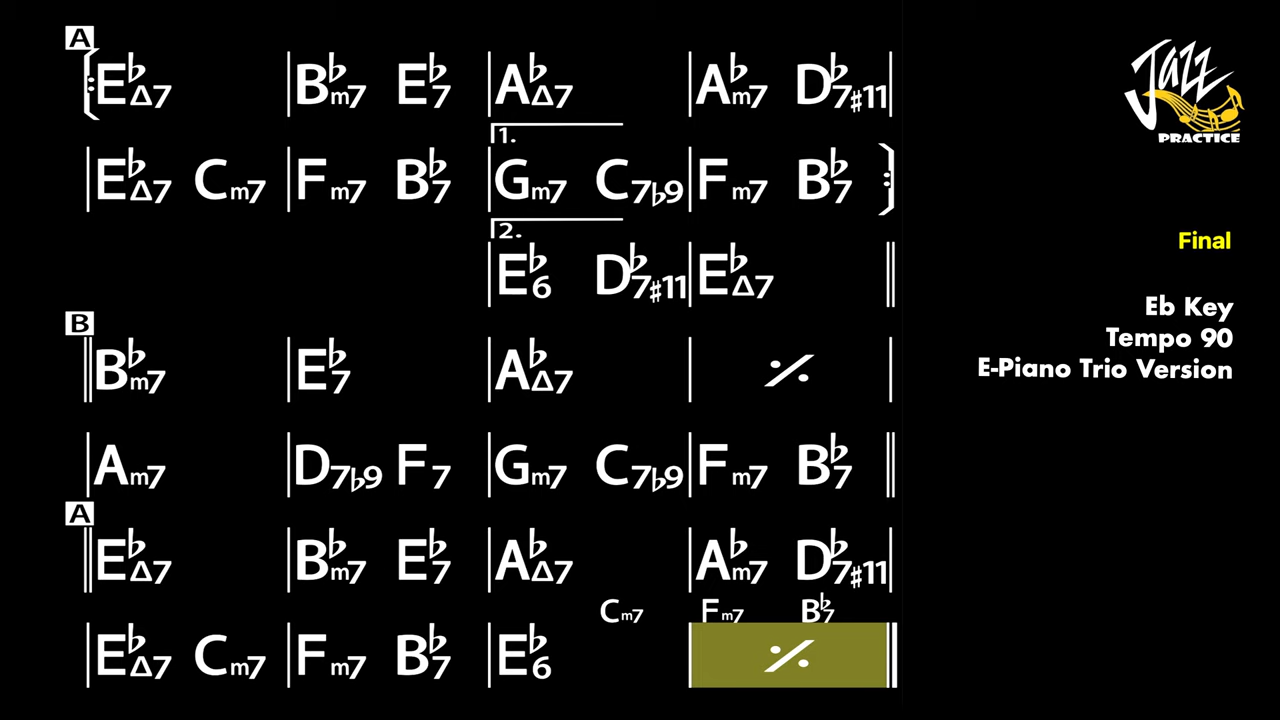 A
E♭Δ7 B♭m7 E♭7 A♭Δ7 A♭m7 D♭7♯11
1.
E♭Δ7 Cm7 Fm7 B♭7 Gm7 C7♭9 Fm7 B♭7
2.
E♭6 D♭7♯11 E♭Δ7
B
B♭m7 E♭7 A♭Δ7 𝄎
Am7 D7♭9 F7 Gm7 C7♭9 Fm7 B♭7
A
E♭Δ7 B♭m7 E♭7 A♭Δ7 A♭m7 D♭7♯11
Cm7 Fm7 B♭7
E♭Δ7 Cm7 Fm7 B♭7 E♭6 𝄎
Jazz
PRACTICE
Final
Eb Key
Tempo 90
E-Piano Trio Version